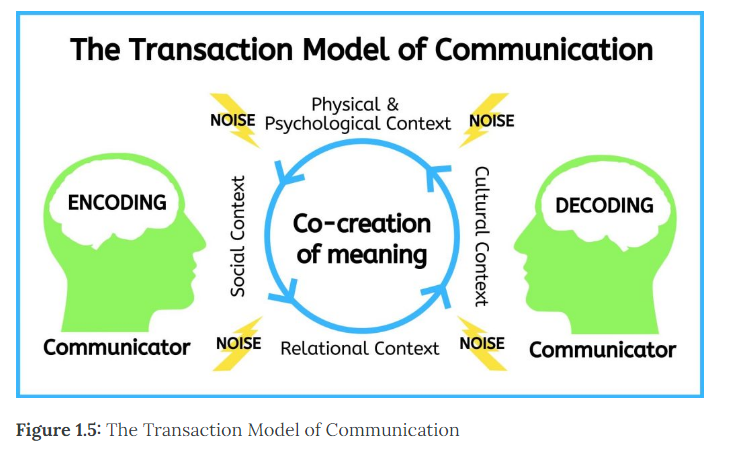 The Transaction Model of Communication
Physical &
NOISE Psychological Context NOISE
ENCODING
Social Context
Co-creation
of meaning
Cultural Context
DECODING
Communicator
NOISE
Relational Context
NOISE
Communicator
Figure 1.5: The Transaction Model of Communication